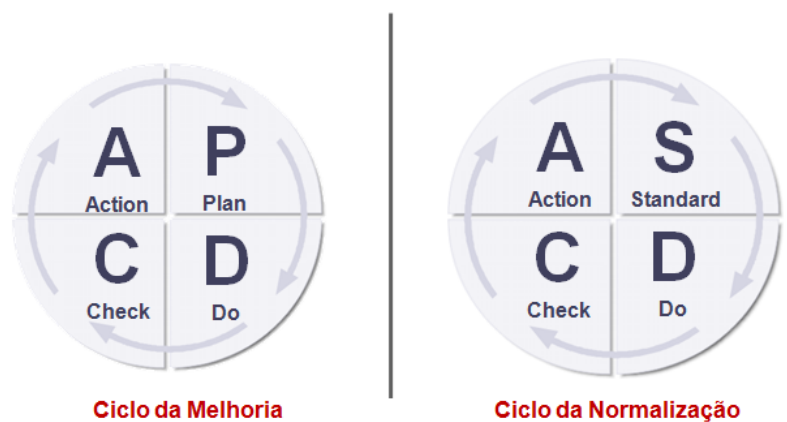 A
Action
P
Plan
C
Check
D
Do
Ciclo da Melhoria
A
Action
S
Standard
C
Check
D
Do
Ciclo da Normalização